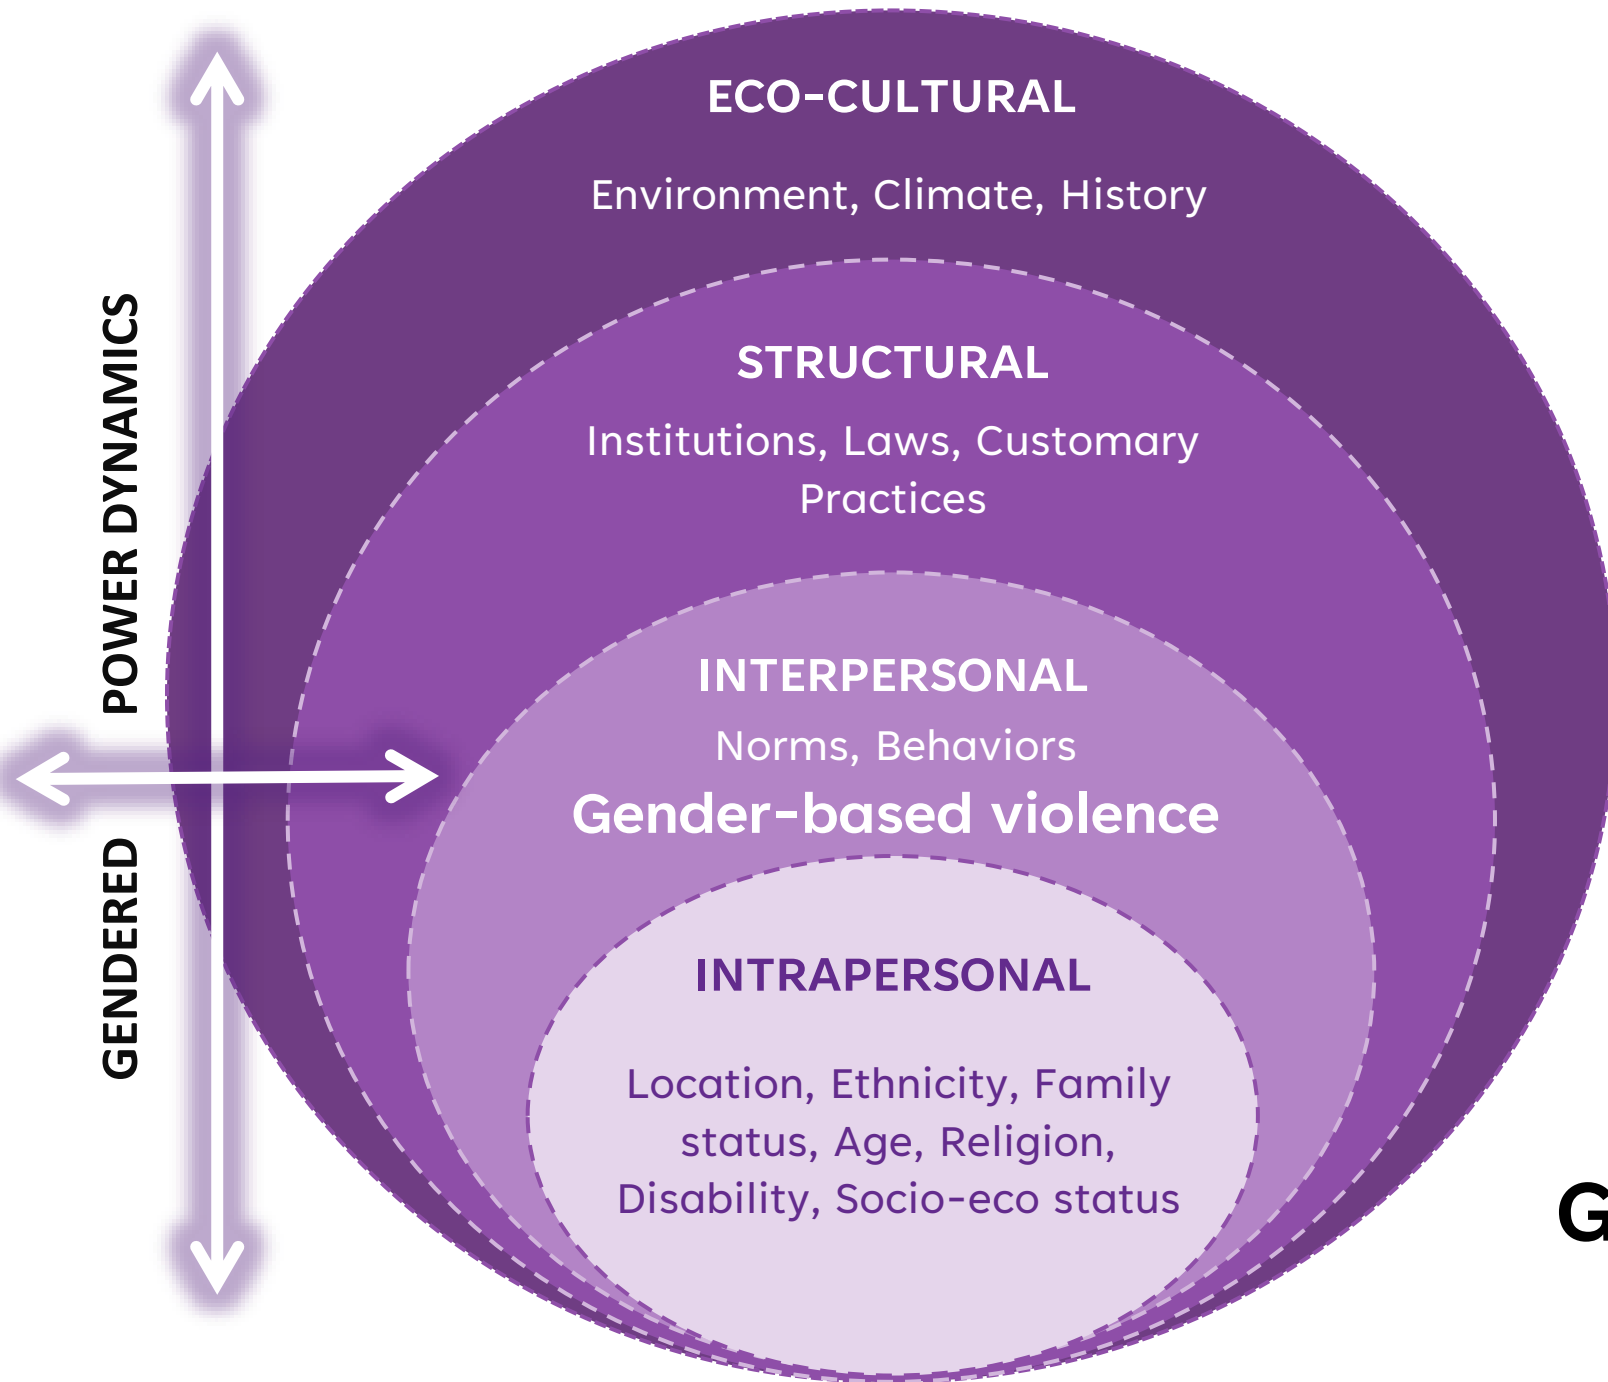 ECO-CULTURAL
Environment, Climate, History
STRUCTURAL
Institutions, Laws, Customary
Practices
INTERPERSONAL
Norms, Behaviors
Gender-based violence
INTRAPERSONAL
Location, Ethnicity, Family
status, Age, Religion,
Disability, Socio-eco status
GENDERED POWER DYNAMICS
G